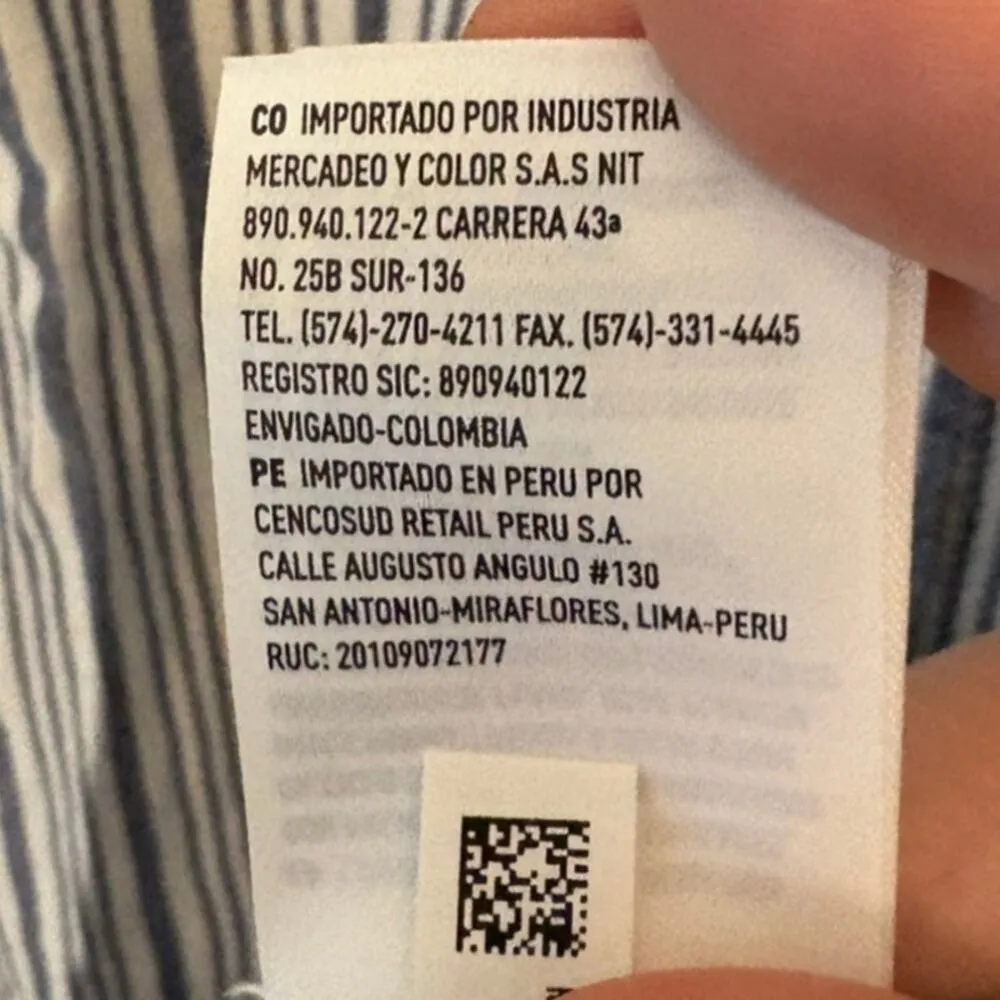 CO IMPORTADO POR INDUSTRIA
MERCADEO Y COLOR S.A.S NIT
890.940.122-2 CARRERA 43ª
NO. 25B SUR-136
TEL. (574)-270-4211 FAX. (574)-331-4445
REGISTRO SIC: 890940122
ENVIGADO-COLOMBIA
PE IMPORTADO EN PERU POR
CENCOSUD RETAIL PERU S.A.
CALLE AUGUSTO ANGULO #130
SAN ANTONIO-MIRAFLORES, LIMA-PERU
RUC: 20109072177